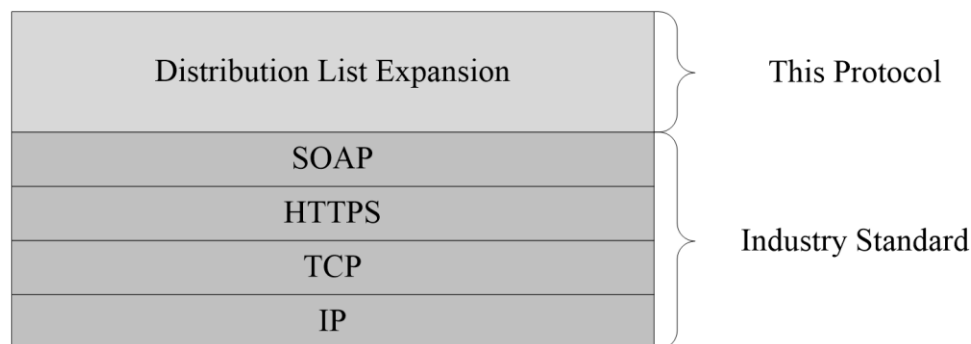 Distribution List Expansion
This Protocol
SOAP
HTTPS
Industry Standard
TCP
IP